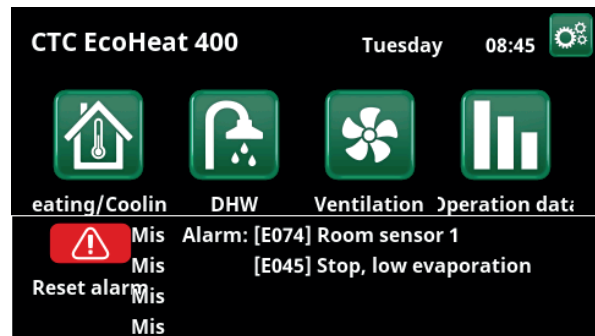 CTC EcoHeat 400 Tuesday 08:45
eating/Coolin DHW Ventilation Operation data
Mis Alarm: [E074] Room sensor 1
Mis [E045] Stop, low evaporation
Reset alarm Mis
Mis